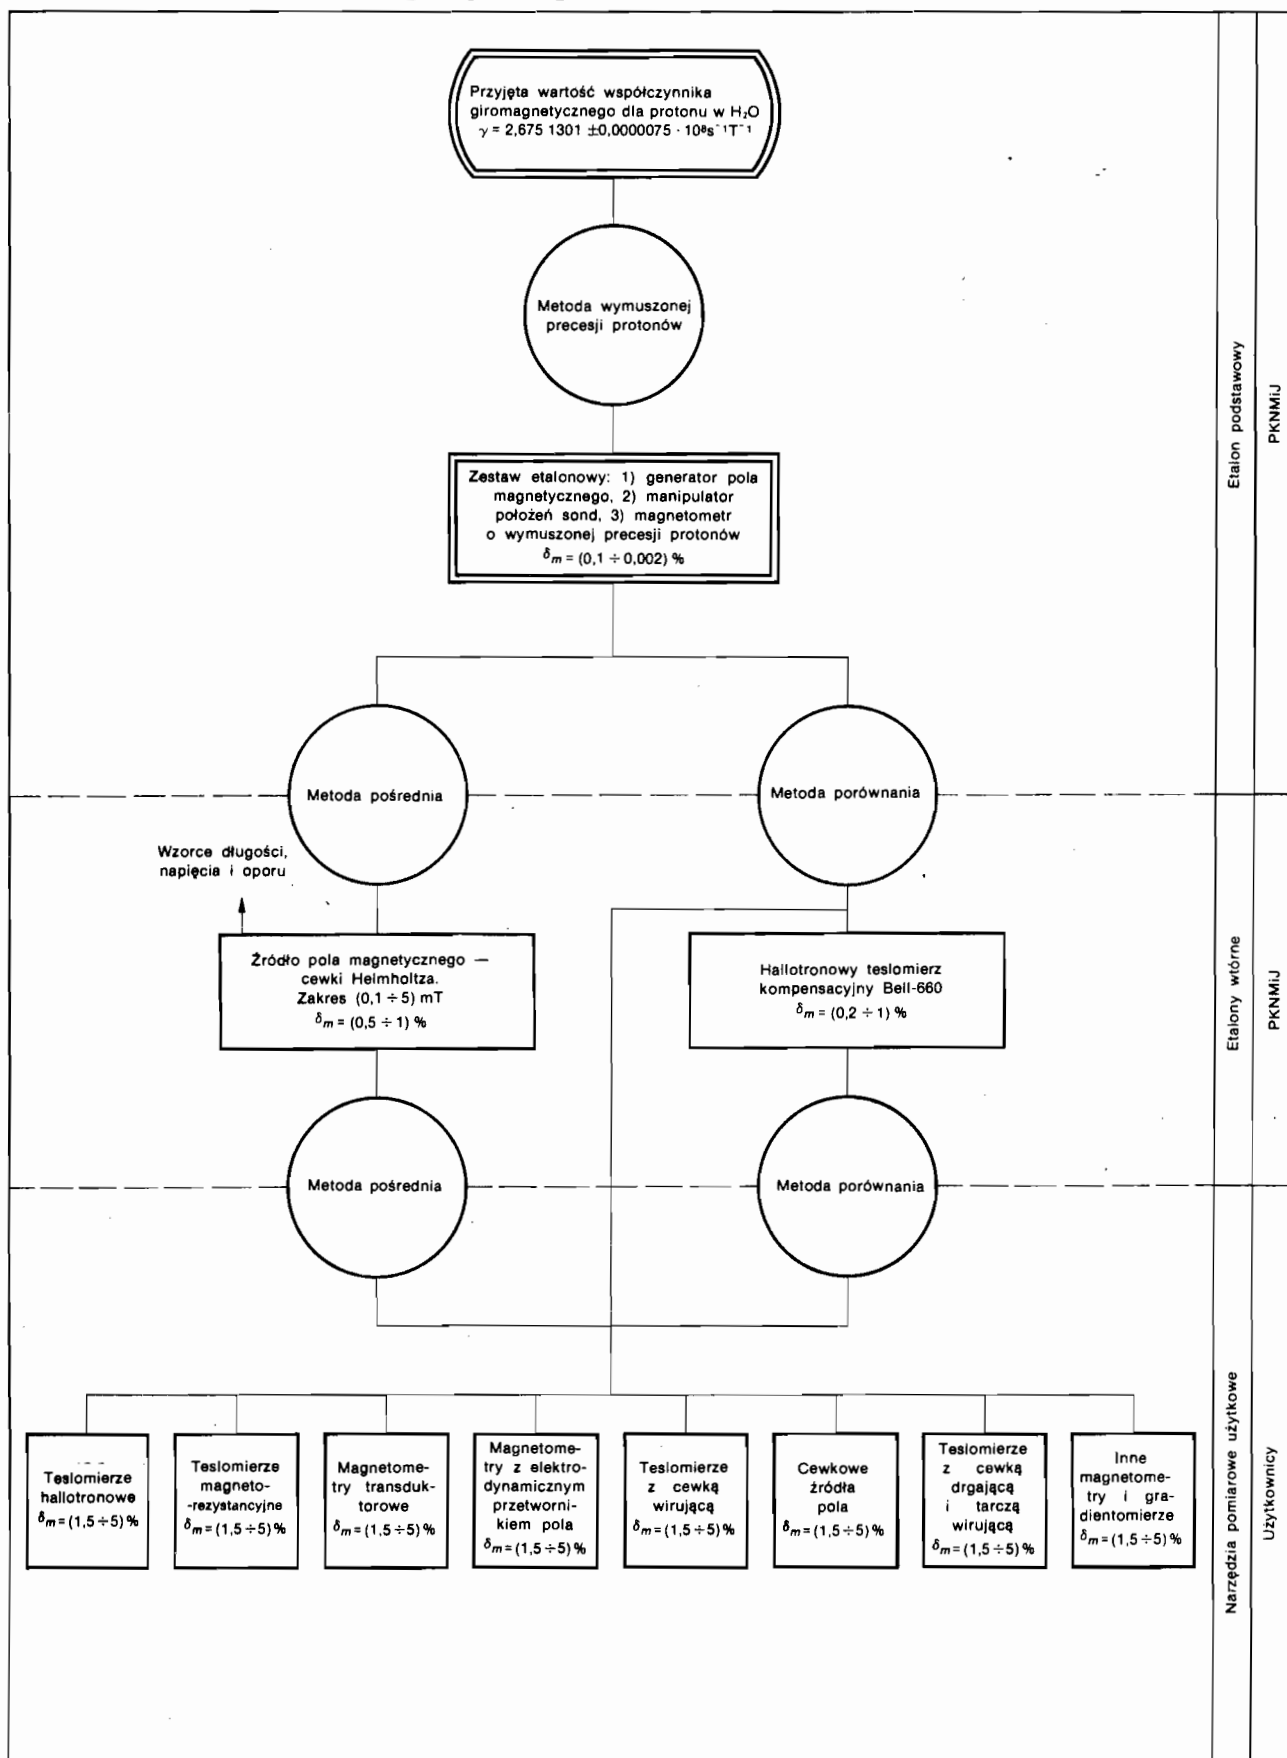 Przyjęta wartość współczynnika
giromagnetycznego dla protonu w H₂O
γ = 2,675 1301 ±0,0000075 · 10⁸s⁻¹T⁻¹
Metoda wymuszonej
precesji protonów
Zestaw etalonowy: 1) generator pola
magnetycznego, 2) manipulator
położeń sond, 3) magnetometr
o wymuszonej precesji protonów
δm = (0,1 ÷ 0,002) %
Etalon podstawowy
PKNMiJ
Metoda pośrednia
Metoda porównania
Wzorce długości,
napięcia i oporu
Źródło pola magnetycznego —
cewki Helmholtza.
Zakres (0,1 ÷ 5) mT
δm = (0,5 ÷ 1) %
Hallotronowy teslomierz
kompensacyjny Bell-660
δm = (0,2 ÷ 1) %
Etalony wtórne
PKNMiJ
Metoda pośrednia
Metoda porównania
Teslomierze
hallotronowe
δm = (1,5 ÷5) %
Teslomierze
magneto-
-rezystancyjne
δm = (1,5 ÷5) %
Magnetome-
try transduk-
torowe
δm = (1,5 ÷5) %
Magnetome-
try z elektro-
dynamicznym
przetworni-
kiem pola
δm = (1,5 ÷5) %
Teslomierze
z cewką
wirującą
δm = (1,5 ÷5) %
Cewkowe
źródła
pola
δm = (1,5 ÷5) %
Teslomierze
z cewką
drgającą
i tarczą
wirującą
δm = (1,5 ÷5) %
Inne
magnetome-
try i gra-
dientomierze
δm = (1,5 ÷5) %
Narzędzia pomiarowe użytkowe
Użytkownicy